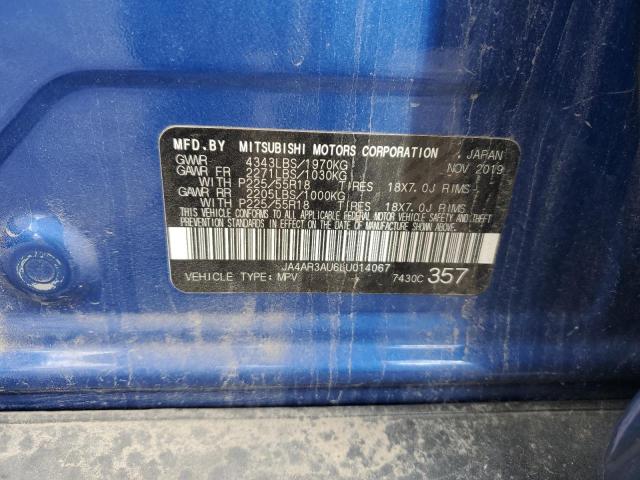 MFD.BY MITSUBISHI MOTORS CORPORATION JAPAN
GVWR 4343LBS/1970KG NOV 2019
GAWR FR 2271LBS/1030KG
WITH P225/55R18 TIRES 18X7.0J RIMS
GAWR RR 2205LBS/1000KG
WITH P225/55R18 TIRES 18X7.0J RIMS
THIS VEHICLE CONFORMS TO ALL APPLICABLE FEDERAL MOTOR VEHICLE SAFETY AND THEFT
PREVENTION STANDARDS IN EFFECT ON THE DATE OF MANUFACTURE SHOWN ABOVE.
JA4AR3AU6LU014067
VEHICLE TYPE: MPV 7430C 357